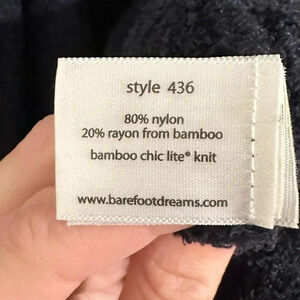 style 436
80% nylon
20% rayon from bamboo
bamboo chic lite® knit
www.barefootdreams.com